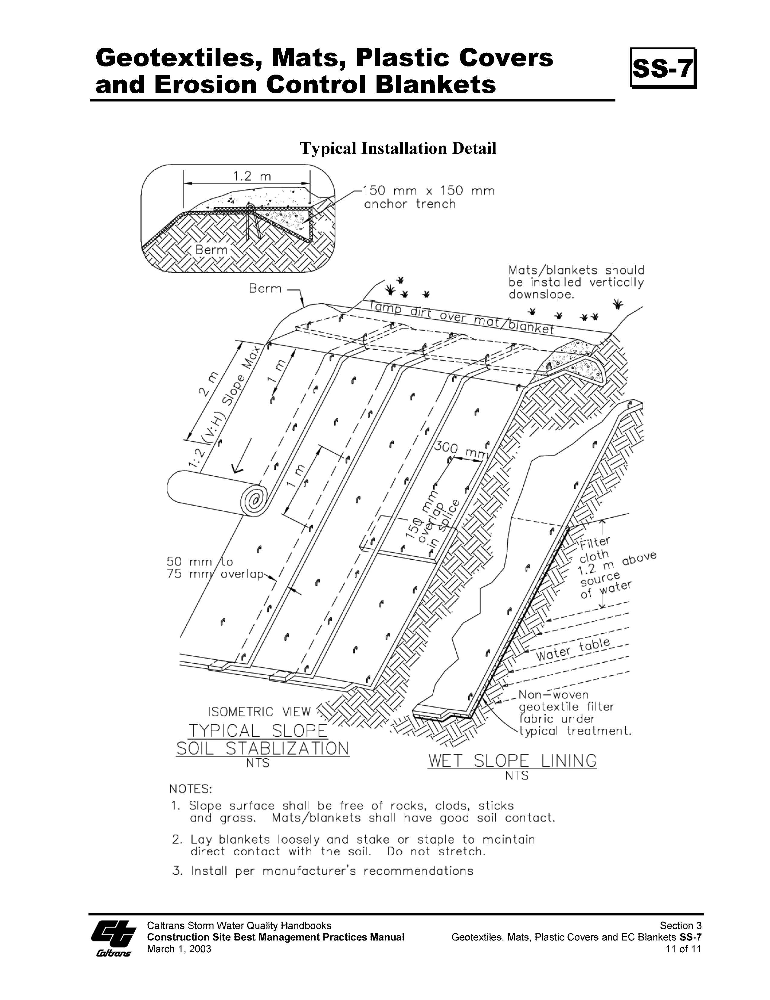 Geotextiles, Mats, Plastic Covers
and Erosion Control Blankets
SS-7
Typical Installation Detail
1.2 m
150 mm x 150 mm
anchor trench
Berm
Mats/blankets should
be installed vertically
downslope.
Berm
Tamp dirt over mat/blanket
2 m
1:2 (V:H) Slope Max
1 m
300 mm
1 m
150 mm
overlap
in splice
50 mm to
75 mm overlap
Filter
cloth
1.2 m above
source
of water
Water table
Non-woven
geotextile filter
fabric under
typical treatment.
ISOMETRIC VIEW
TYPICAL SLOPE
SOIL STABLIZATION
NTS
WET SLOPE LINING
NTS
NOTES:
1. Slope surface shall be free of rocks, clods, sticks
and grass. Mats/blankets shall have good soil contact.
2. Lay blankets loosely and stake or staple to maintain
direct contact with the soil. Do not stretch.
3. Install per manufacturer's recommendations
Caltrans
Caltrans Storm Water Quality Handbooks
Construction Site Best Management Practices Manual
March 1, 2003
Section 3
Geotextiles, Mats, Plastic Covers and EC Blankets SS-7
11 of 11